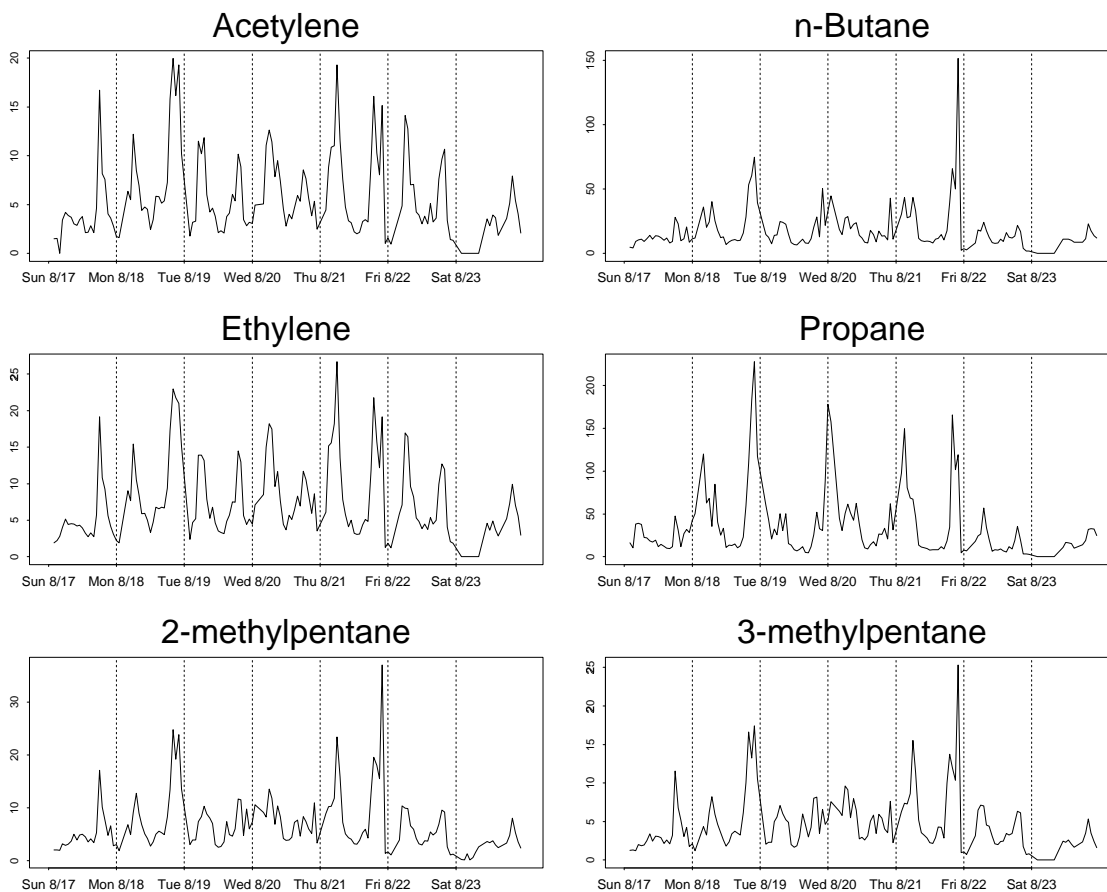 Acetylene
0 5 10 15 20
Sun 8/17 Mon 8/18 Tue 8/19 Wed 8/20 Thu 8/21 Fri 8/22 Sat 8/23
n-Butane
0 50 100 150
Sun 8/17 Mon 8/18 Tue 8/19 Wed 8/20 Thu 8/21 Fri 8/22 Sat 8/23
Ethylene
0 5 10 15 20 25
Sun 8/17 Mon 8/18 Tue 8/19 Wed 8/20 Thu 8/21 Fri 8/22 Sat 8/23
Propane
0 50 100 150 200
Sun 8/17 Mon 8/18 Tue 8/19 Wed 8/20 Thu 8/21 Fri 8/22 Sat 8/23
2-methylpentane
0 10 20 30
Sun 8/17 Mon 8/18 Tue 8/19 Wed 8/20 Thu 8/21 Fri 8/22 Sat 8/23
3-methylpentane
0 5 10 15 20 25
Sun 8/17 Mon 8/18 Tue 8/19 Wed 8/20 Thu 8/21 Fri 8/22 Sat 8/23